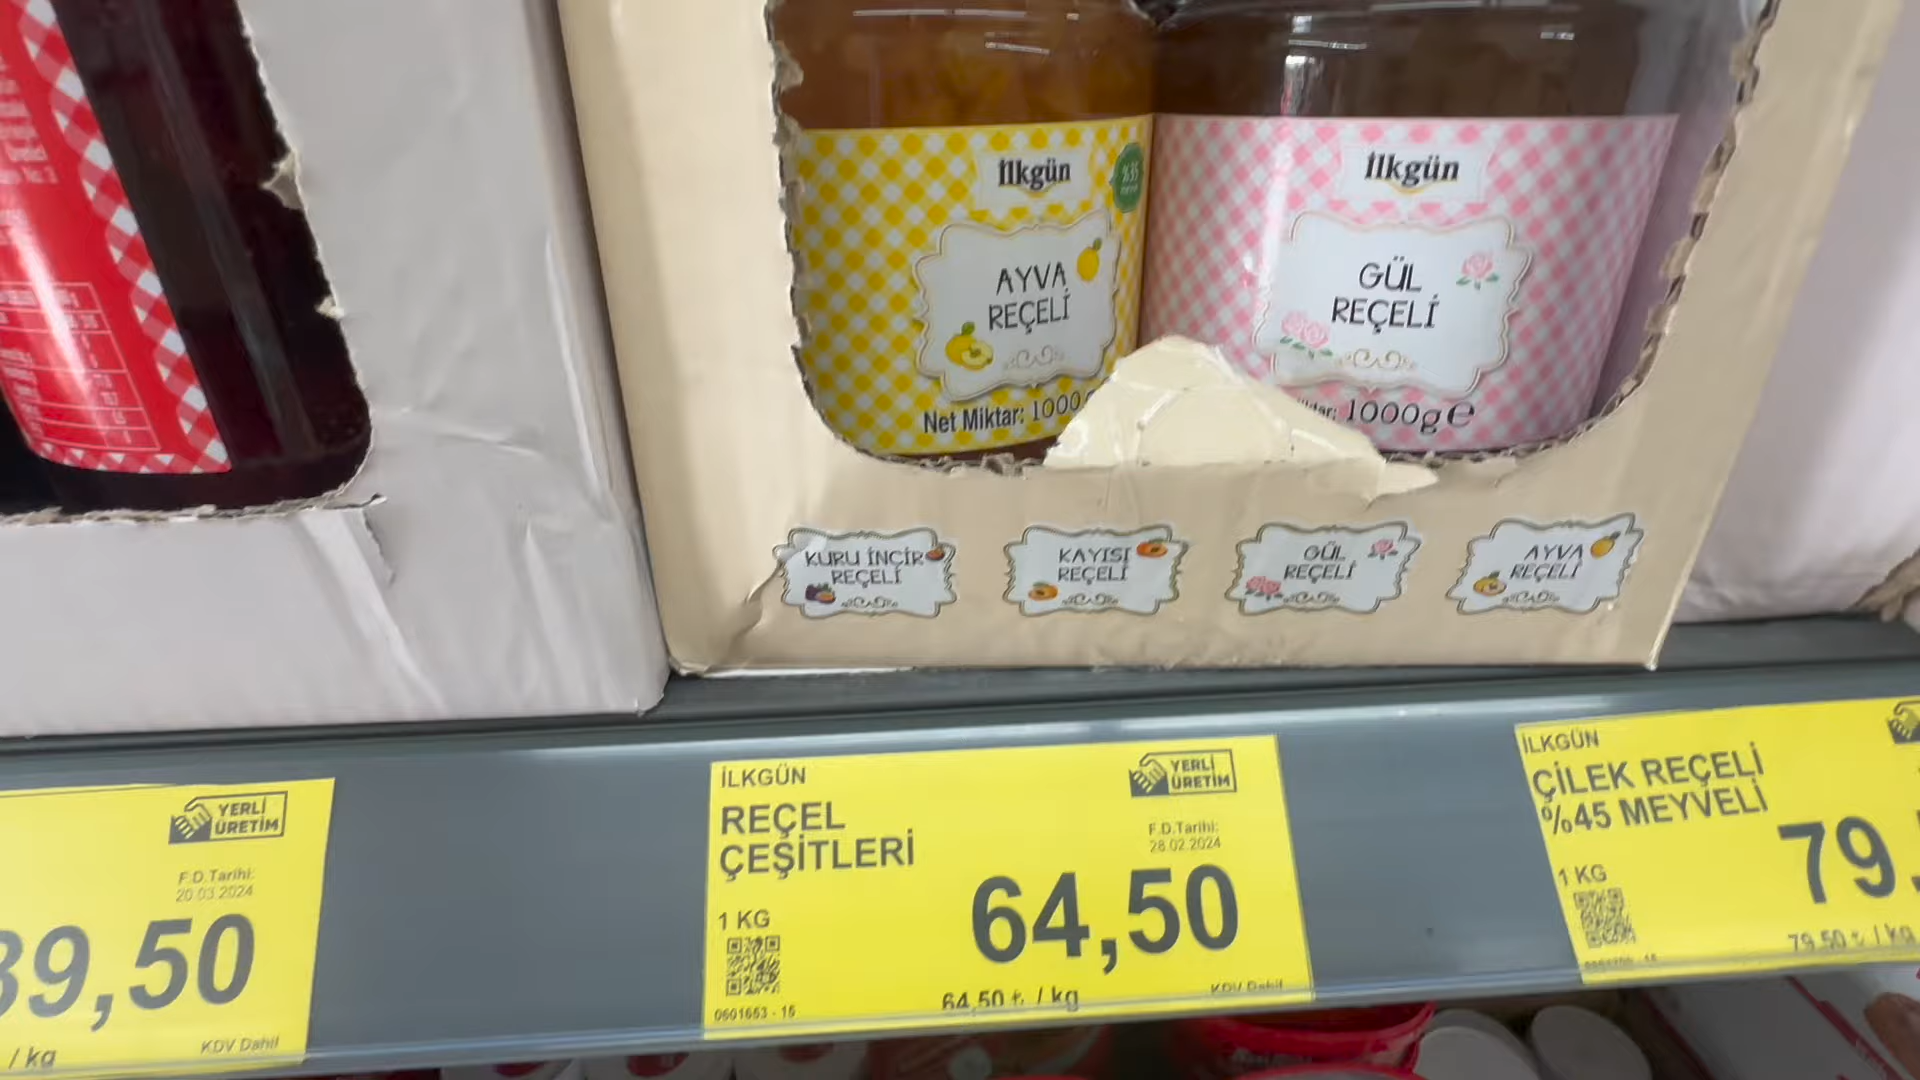 İlkgün
AYVA
REÇELİ
Net Miktar: 1000
İlkgün
GÜL
REÇELİ
1000g e
%35
KURU İNCİR
REÇELİ
KAYISI
REÇELİ
GÜL
REÇELİ
AYVA
REÇELİ
YERLİ
ÜRETİM
F.D.Tarihi:
20.03.2024
39,50
/ kg
KDV Dahil
İLKGÜN
REÇEL
ÇEŞİTLERİ
YERLİ
ÜRETİM
F.D.Tarihi:
28.02.2024
1 KG
64,50
0601653 - 15
64,50 ₺ / kg
KDV Dahil
İLKGÜN
ÇİLEK REÇELİ
%45 MEYVELİ
1 KG
79,
79,50 ₺ / kg